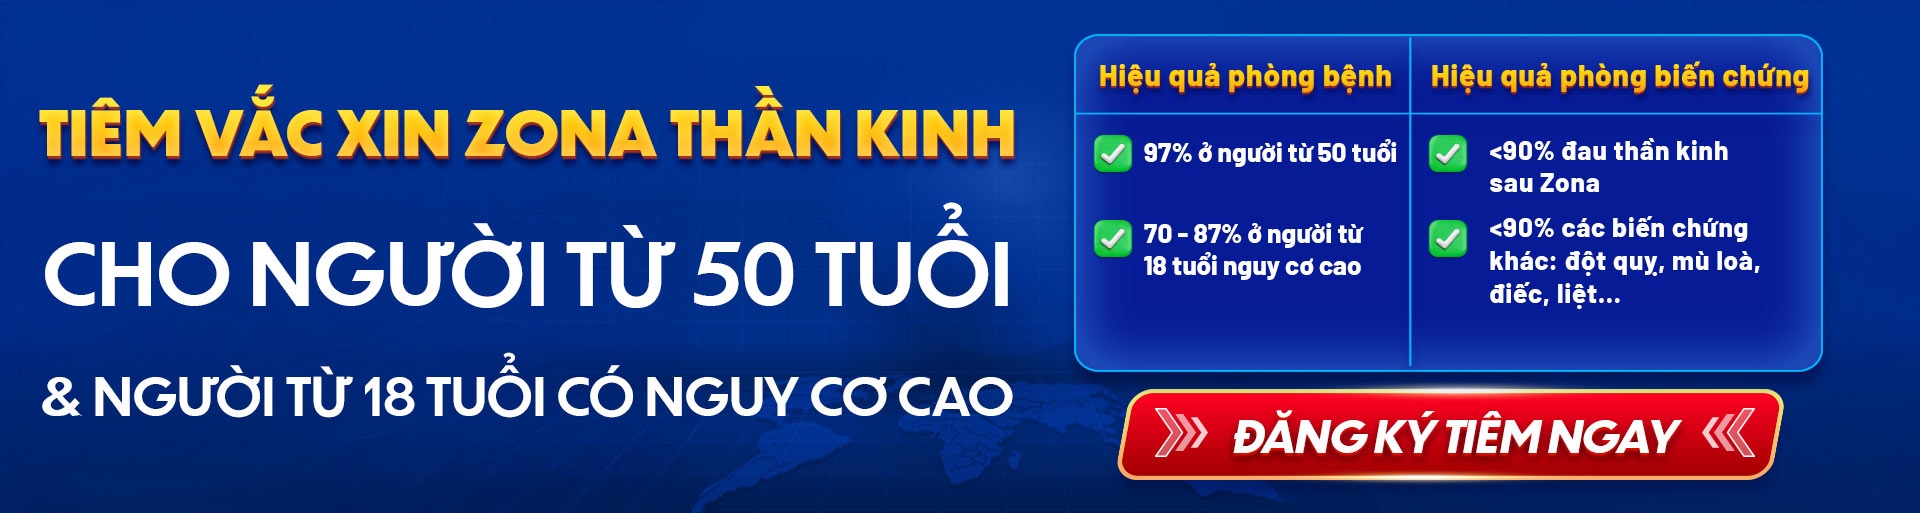 TIÊM VẮC XIN ZONA THẦN KINH
CHO NGƯỜI TỪ 50 TUỔI
& NGƯỜI TỪ 18 TUỔI CÓ NGUY CƠ CAO
Hiệu quả phòng bệnh
97% ở người từ 50 tuổi
70 - 87% ở người từ
18 tuổi nguy cơ cao
Hiệu quả phòng biến chứng
<90% đau thần kinh
sau Zona
<90% các biến chứng
khác: đột quỵ, mù loà,
điếc, liệt...
ĐĂNG KÝ TIÊM NGAY